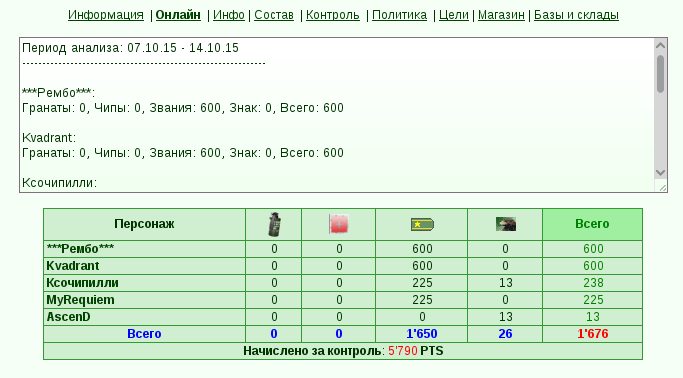 Информация | Онлайн | Инфо | Состав | Контроль | Политика | Цели | Магазин | Базы и склады
Период анализа: 07.10.15 - 14.10.15
-------------------------------------------------------------
***Рембо***:
Гранаты: 0, Чипы: 0, Звания: 600, Знак: 0, Всего: 600
Kvadrant:
Гранаты: 0, Чипы: 0, Звания: 600, Знак: 0, Всего: 600
Ксочипилли:
Персонаж Всего
***Рембо*** 0 0 600 0 600
Kvadrant 0 0 600 0 600
Ксочипилли 0 0 225 13 238
MyRequiem 0 0 225 0 225
AscenD 0 0 0 13 13
Всего 0 0 1'650 26 1'676
Начислено за контроль: 5'790 PTS